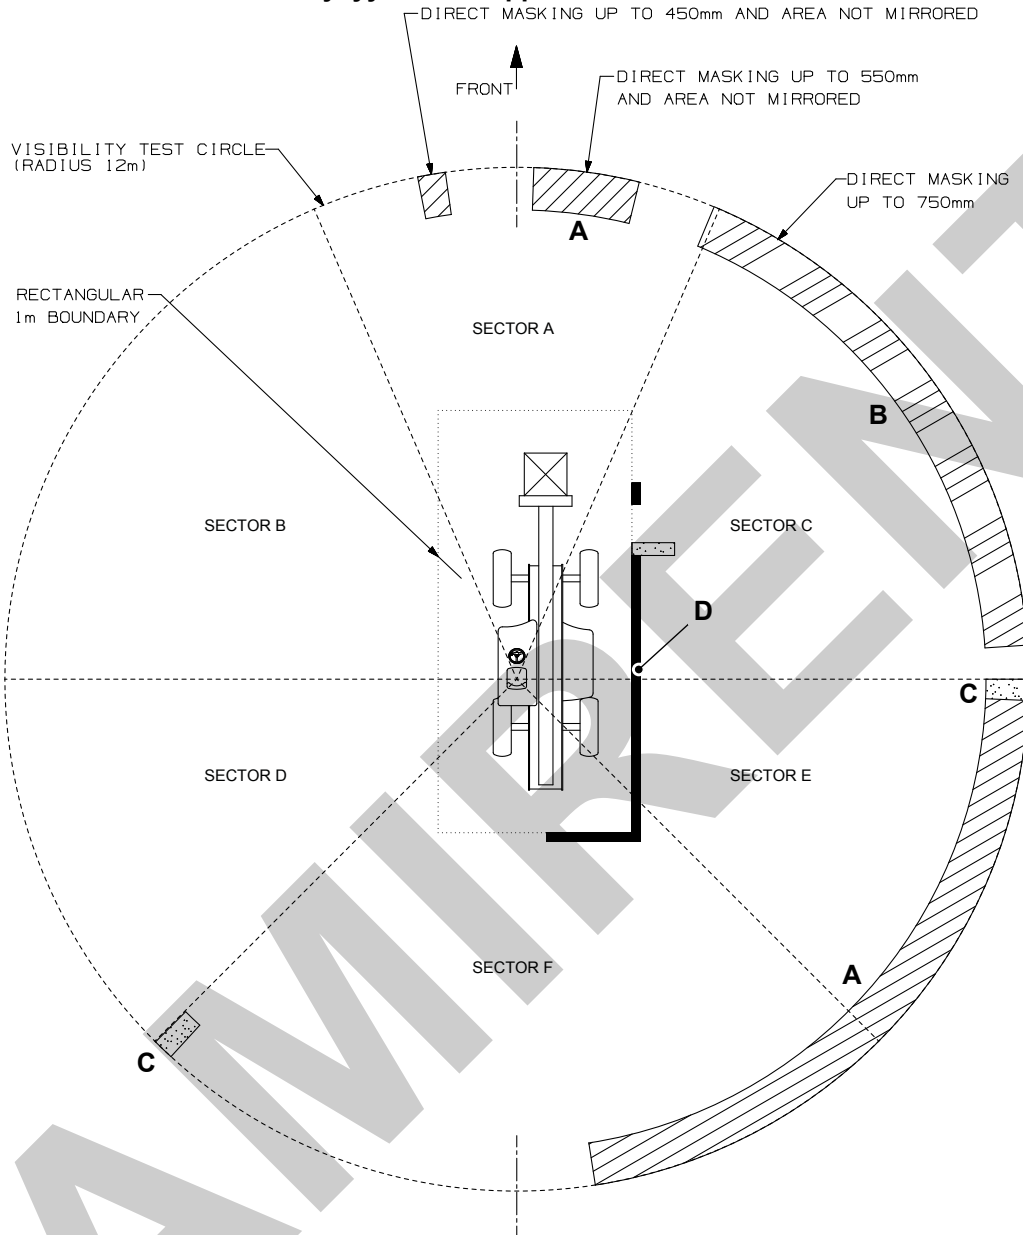 DIRECT MASKING UP TO 450mm AND AREA NOT MIRRORED
FRONT
DIRECT MASKING UP TO 550mm
AND AREA NOT MIRRORED
VISIBILITY TEST CIRCLE
(RADIUS 12m)
DIRECT MASKING
UP TO 750mm
A
RECTANGULAR
1m BOUNDARY
SECTOR A
B
SECTOR B
SECTOR C
D
C
SECTOR D
SECTOR E
SECTOR F
A
C
AMIRENT